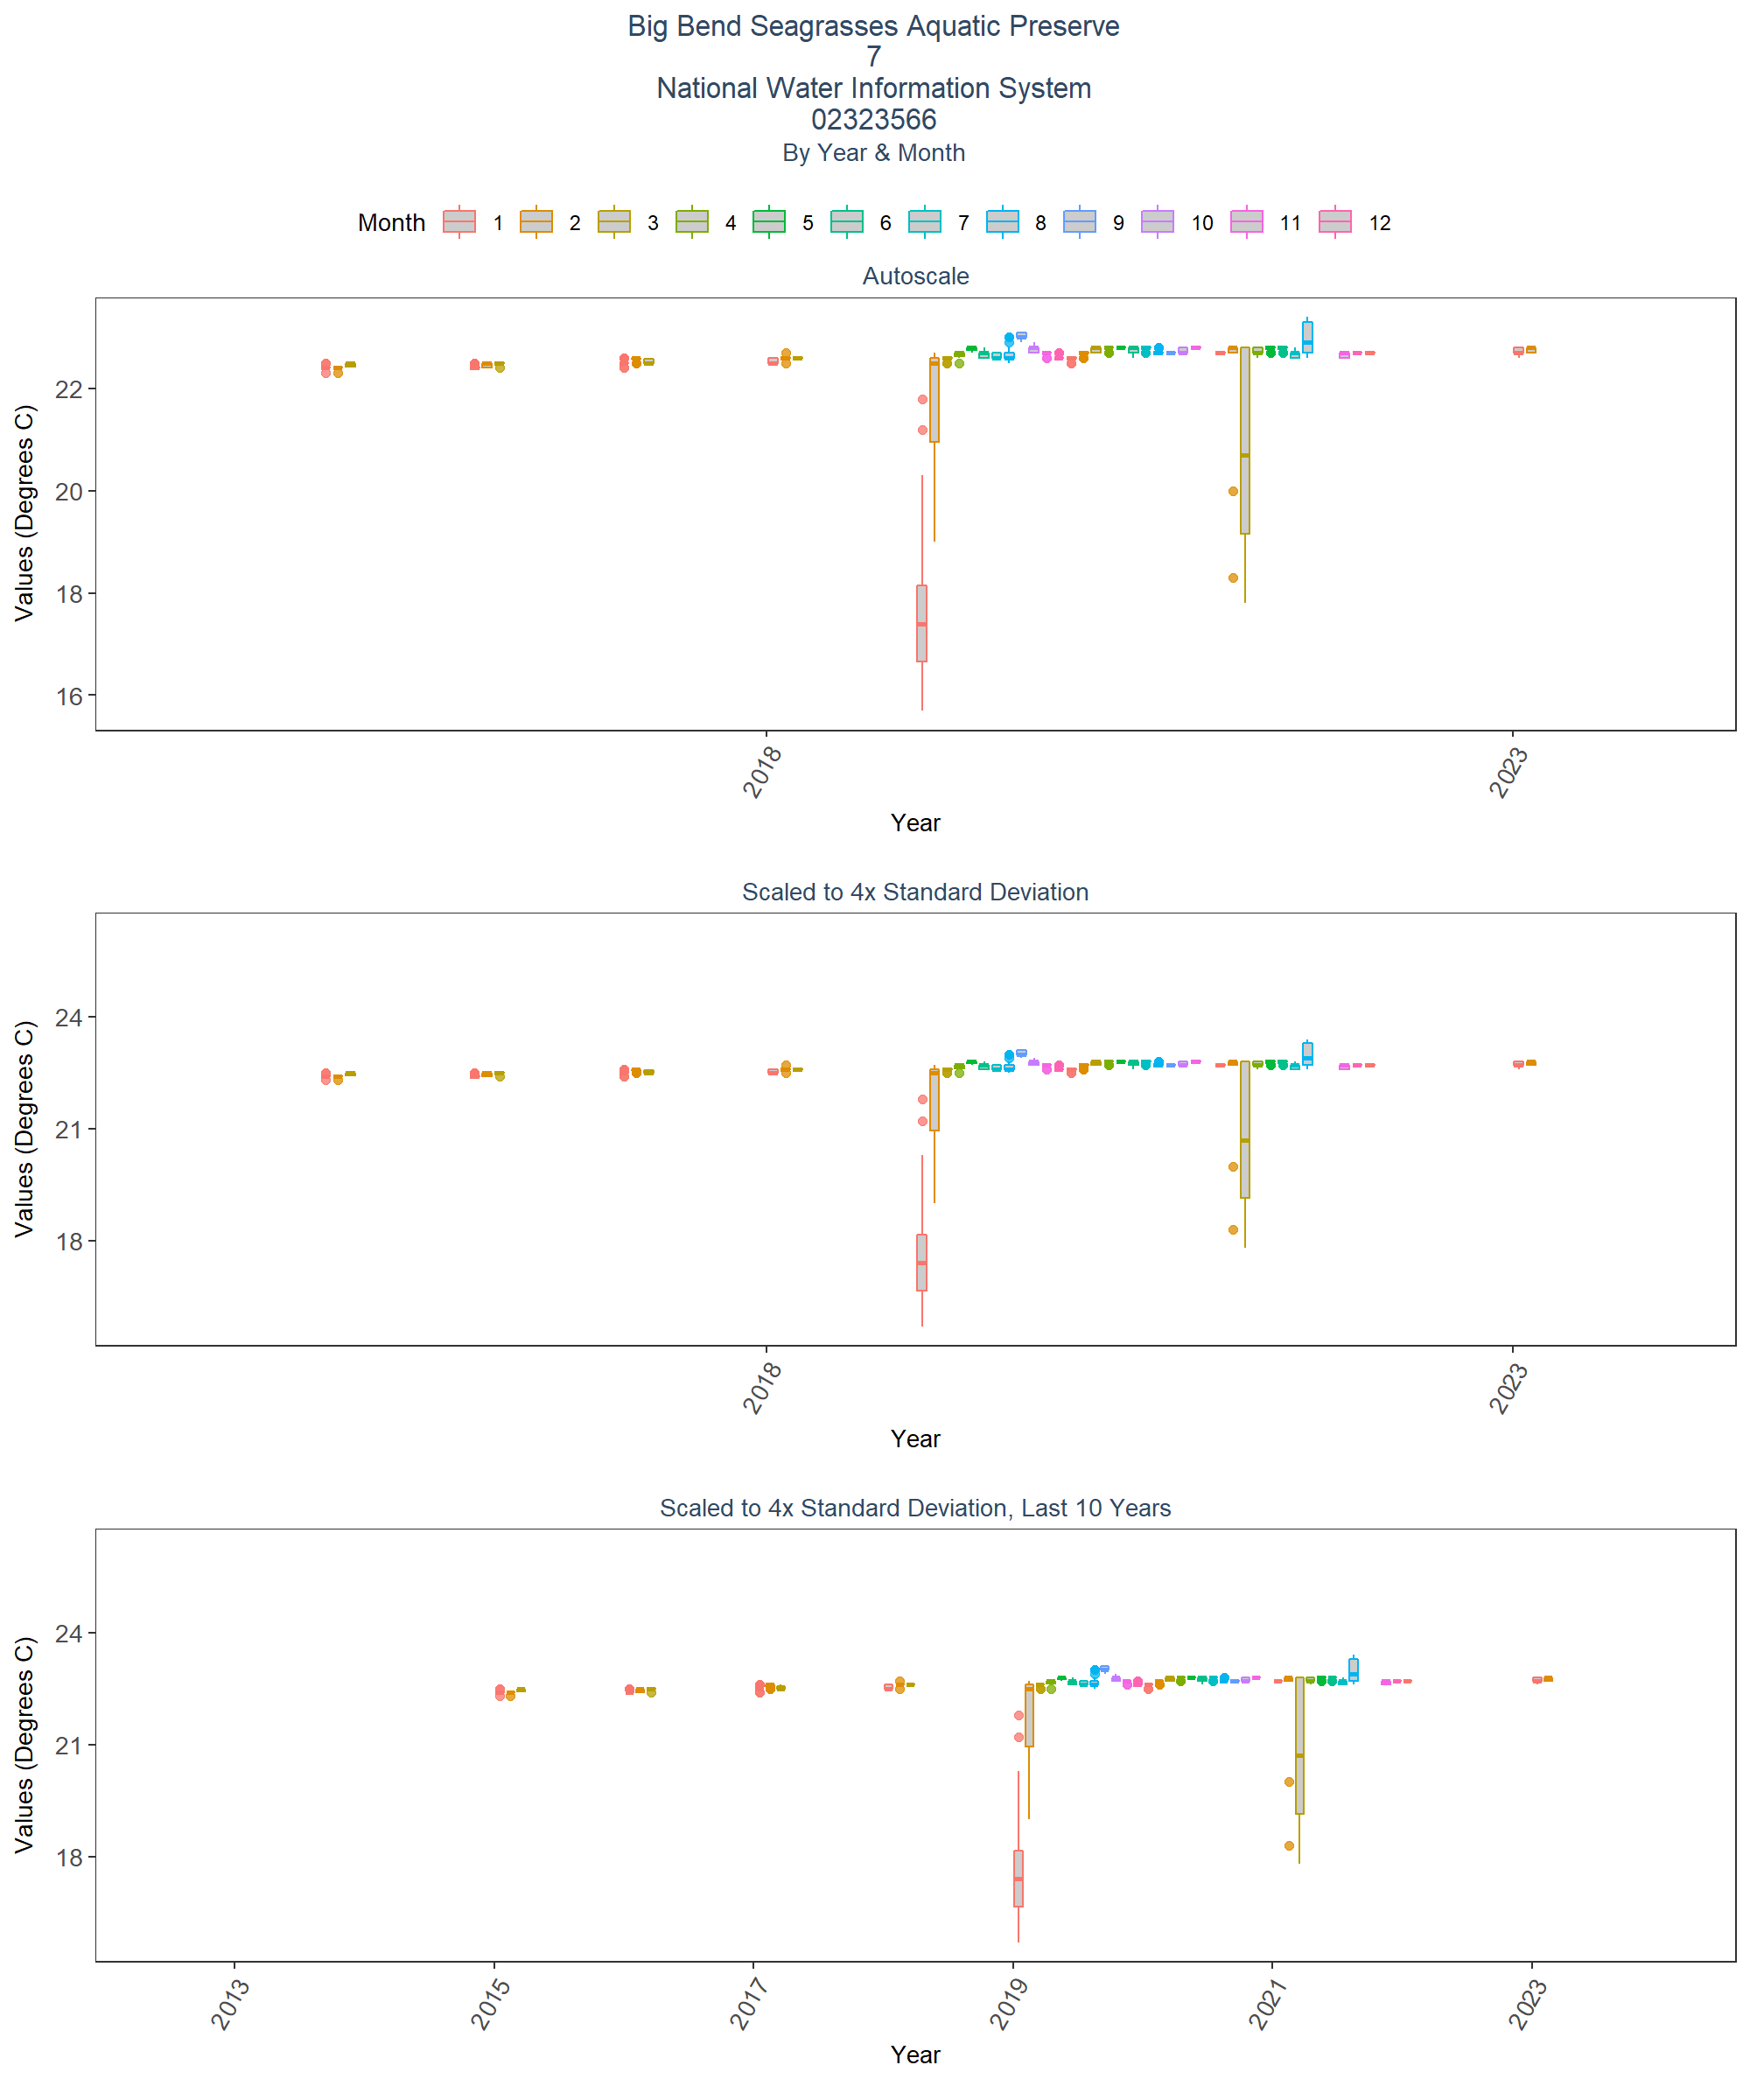 Big Bend Seagrasses Aquatic Preserve
7
National Water Information System
02323566
By Year & Month
Month 1 2 3 4 5 6 7 8 9 10 11 12
Autoscale
Values (Degrees C)
22
20
18
16
2018 2023
Year
Scaled to 4x Standard Deviation
Values (Degrees C)
24
21
18
2018 2023
Year
Scaled to 4x Standard Deviation, Last 10 Years
Values (Degrees C)
24
21
18
2013 2015 2017 2019 2021 2023
Year